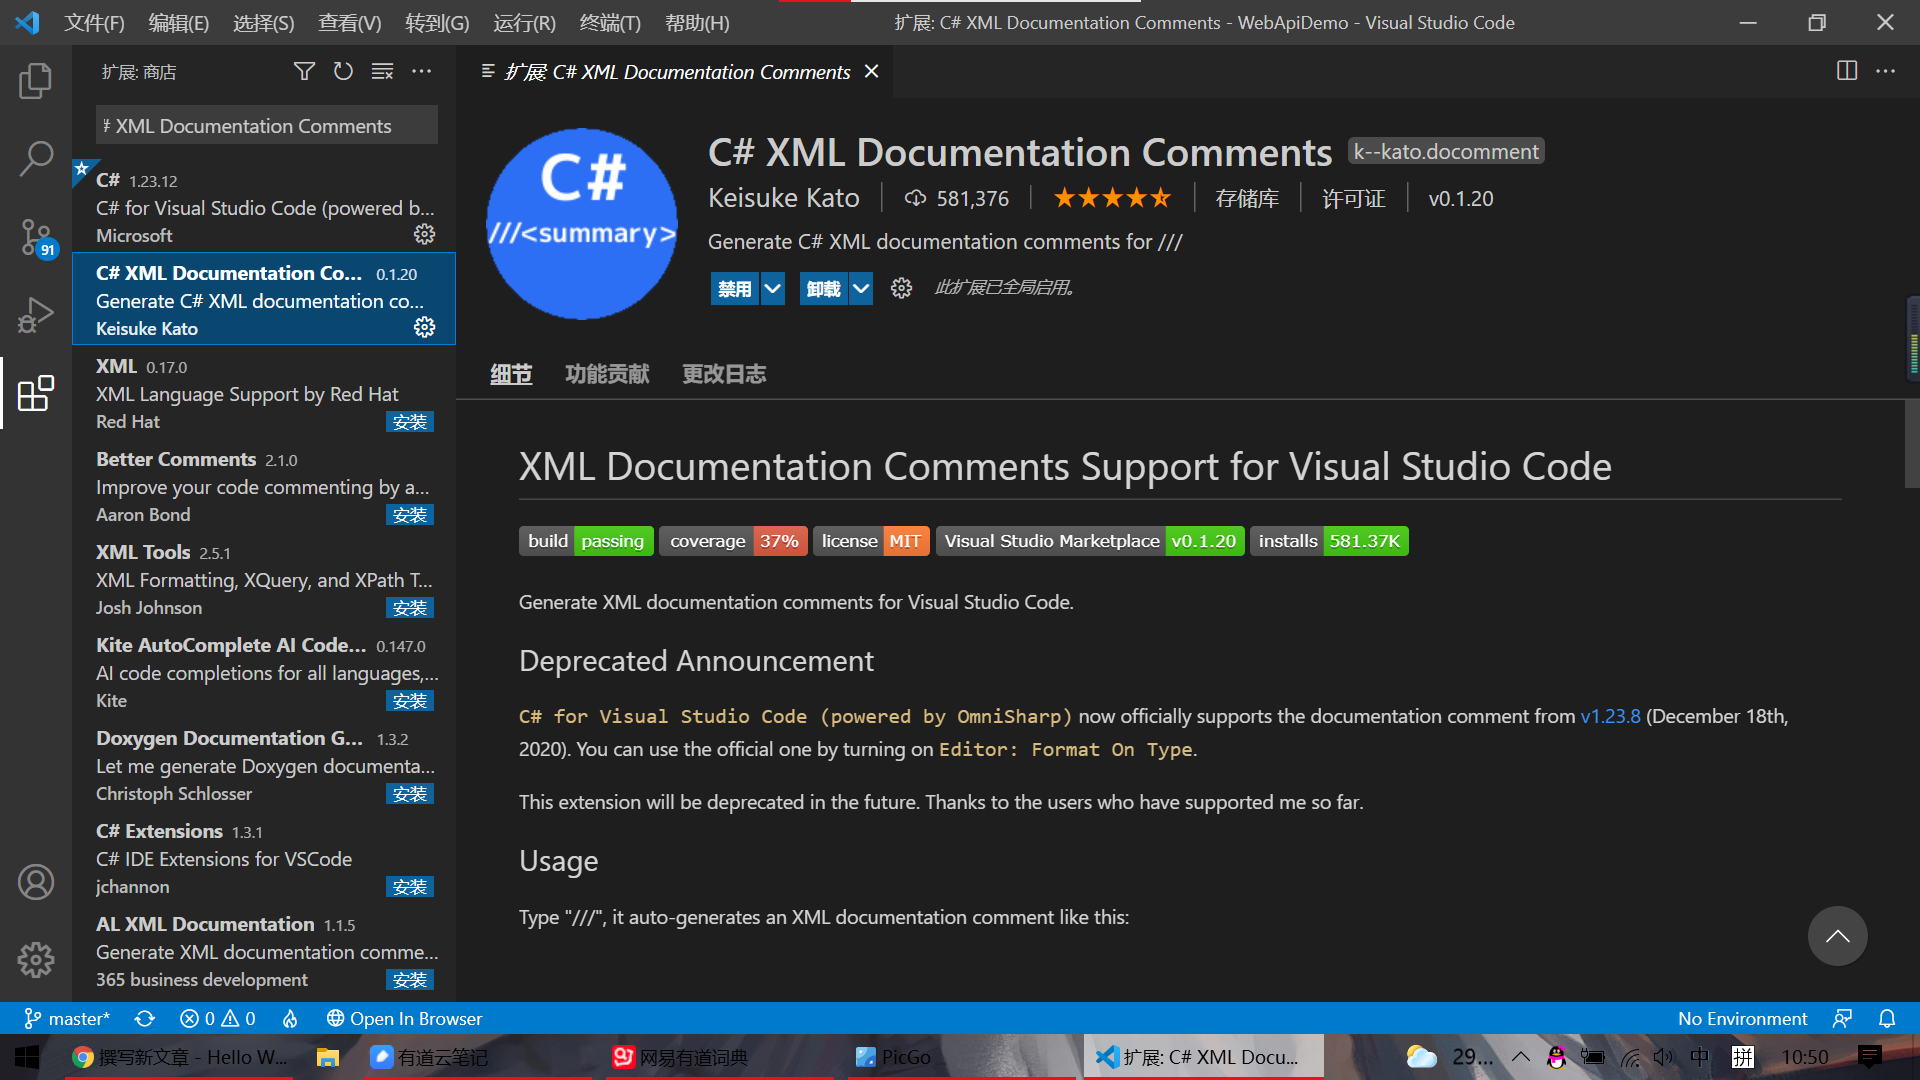 文件(F) 编辑(E) 选择(S) 查看(V) 转到(G) 运行(R) 终端(T) 帮助(H)
扩展: C# XML Documentation Comments - WebApiDemo - Visual Studio Code
扩展: 商店
XML Documentation Comments
C# 1.23.12
C# for Visual Studio Code (powered b...
Microsoft
91
C# XML Documentation Co... 0.1.20
Generate C# XML documentation co...
Keisuke Kato
XML 0.17.0
XML Language Support by Red Hat
Red Hat 安装
Better Comments 2.1.0
Improve your code commenting by a...
Aaron Bond 安装
XML Tools 2.5.1
XML Formatting, XQuery, and XPath T...
Josh Johnson 安装
Kite AutoComplete AI Code... 0.147.0
AI code completions for all languages,...
Kite 安装
Doxygen Documentation G... 1.3.2
Let me generate Doxygen documenta...
Christoph Schlosser 安装
C# Extensions 1.3.1
C# IDE Extensions for VSCode
jchannon 安装
AL XML Documentation 1.1.5
Generate XML documentation comme...
365 business development 安装
扩展: C# XML Documentation Comments
C#
///<summary>
C# XML Documentation Comments k--kato.docomment
Keisuke Kato 581,376 存储库 许可证 v0.1.20
Generate C# XML documentation comments for ///
禁用 卸载 此扩展已全局启用。
细节 功能贡献 更改日志
XML Documentation Comments Support for Visual Studio Code
build passing coverage 37% license MIT Visual Studio Marketplace v0.1.20 installs 581.37K
Generate XML documentation comments for Visual Studio Code.
Deprecated Announcement
C# for Visual Studio Code (powered by OmniSharp) now officially supports the documentation comment from v1.23.8 (December 18th,
2020). You can use the official one by turning on Editor: Format On Type.
This extension will be deprecated in the future. Thanks to the users who have supported me so far.
Usage
Type "///", it auto-generates an XML documentation comment like this:
master* 0 0 Open In Browser No Environment
撰写新文章 - Hello W... 有道云笔记 网易有道词典 PicGo 扩展: C# XML Docu... 29... 中 拼 10:50